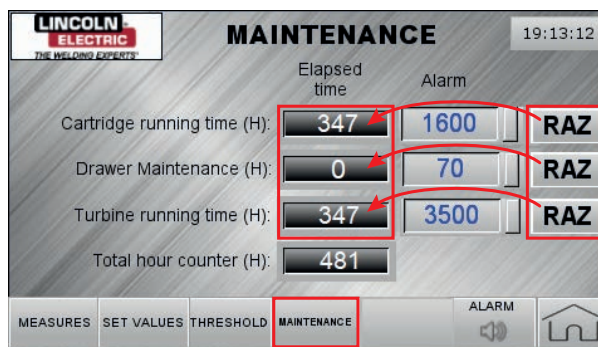 LINCOLN
ELECTRIC
THE WELDING EXPERTS
MAINTENANCE
19:13:12
Elapsed
time
Alarm
Cartridge running time (H): 347 1600 RAZ
Drawer Maintenance (H): 0 70 RAZ
Turbine running time (H): 347 3500 RAZ
Total hour counter (H): 481
MEASURES SET VALUES THRESHOLD MAINTENANCE ALARM